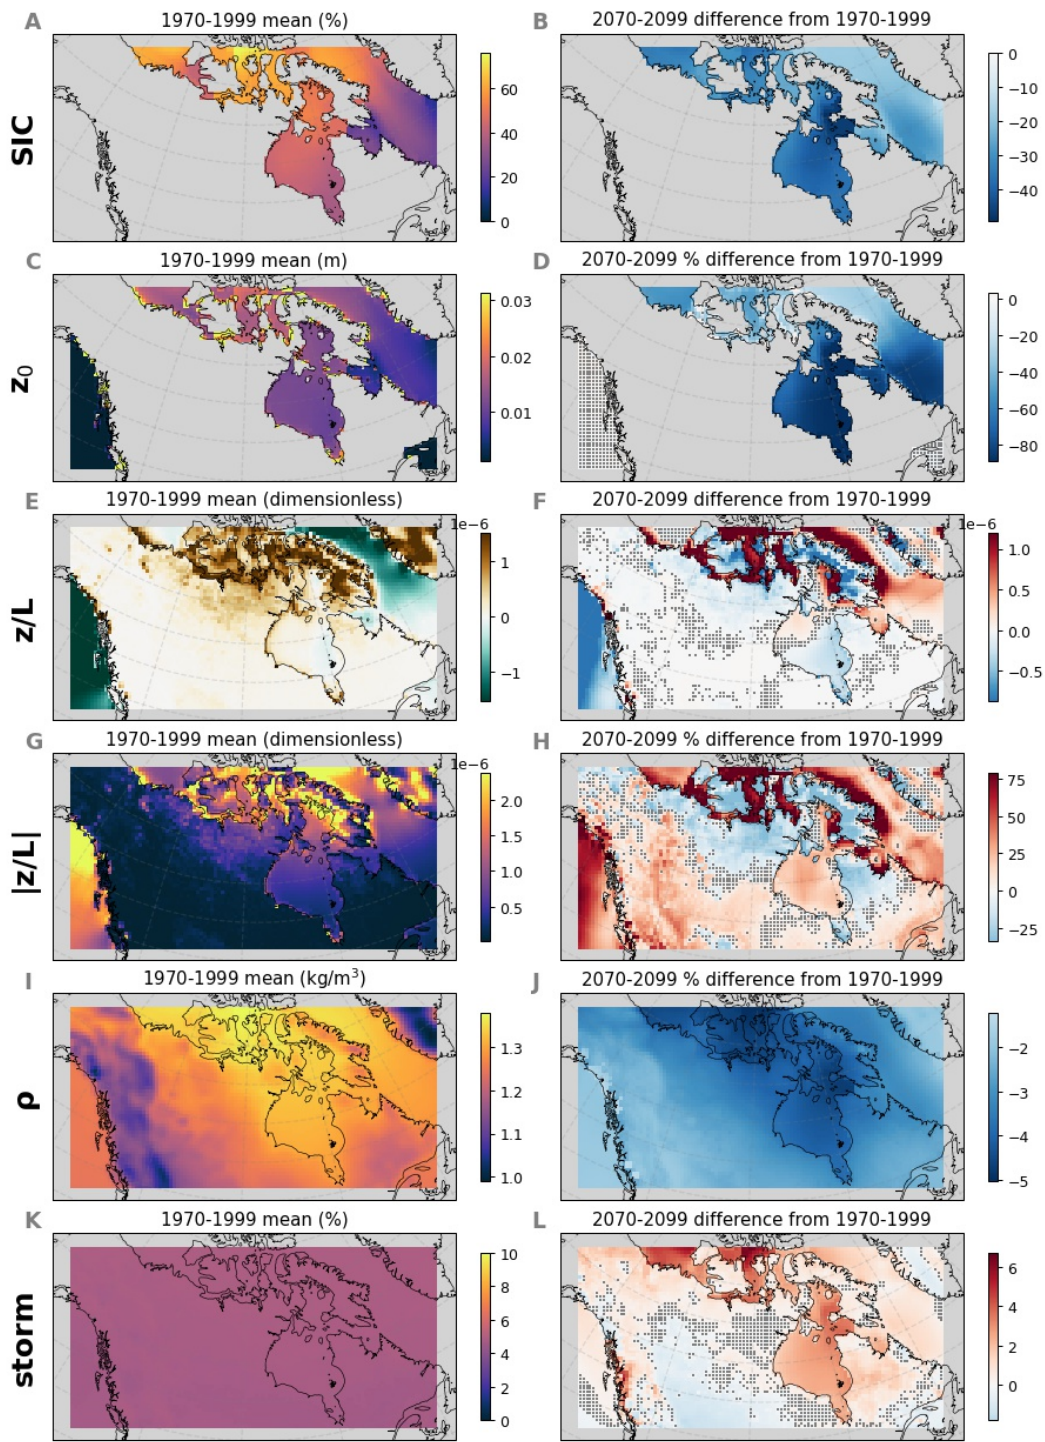 A 1970-1999 mean (%)
B 2070-2099 difference from 1970-1999
SIC
60
40
20
0
0
−10
−20
−30
−40
C 1970-1999 mean (m)
D 2070-2099 % difference from 1970-1999
z₀
0.03
0.02
0.01
0
−20
−40
−60
−80
E 1970-1999 mean (dimensionless)
F 2070-2099 difference from 1970-1999
z/L
1e−6
1
0
−1
1e−6
1.0
0.5
0.0
−0.5
G 1970-1999 mean (dimensionless)
H 2070-2099 % difference from 1970-1999
|z/L|
1e−6
2.0
1.5
1.0
0.5
75
50
25
0
−25
I 1970-1999 mean (kg/m³)
J 2070-2099 % difference from 1970-1999
ρ
1.3
1.2
1.1
1.0
−2
−3
−4
−5
K 1970-1999 mean (%)
L 2070-2099 difference from 1970-1999
storm
10
8
6
4
2
0
6
4
2
0